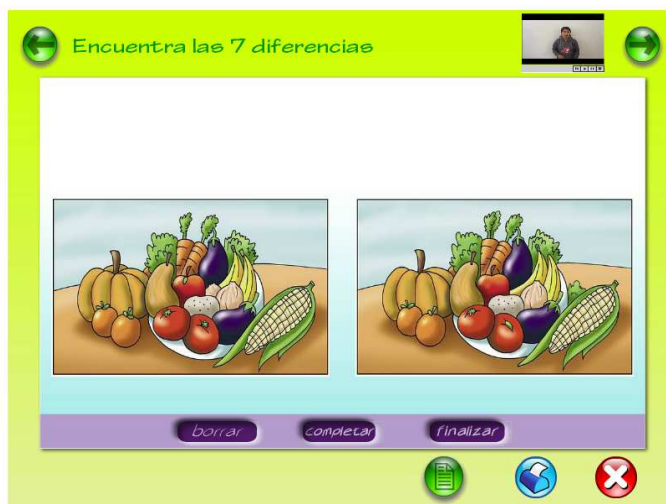 Encuentra las 7 diferencias
borrar
completar
finalizar